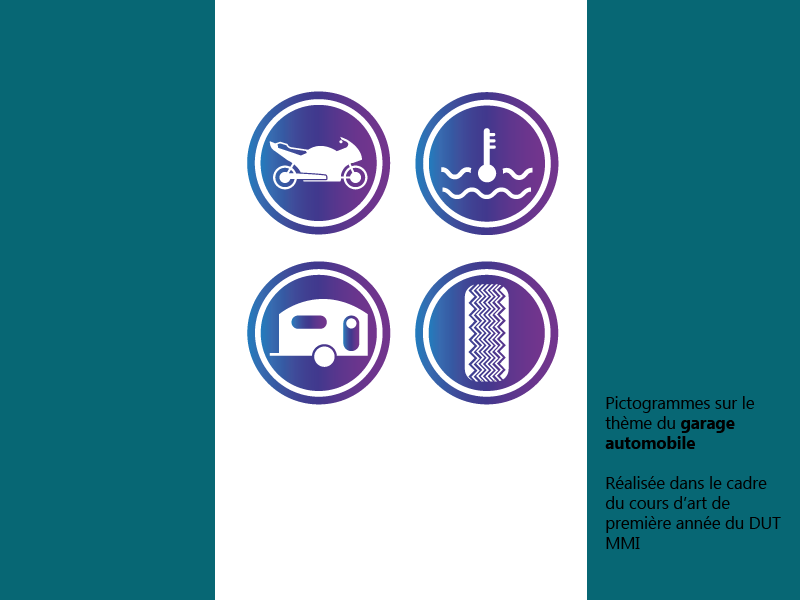 Pictogrammes sur le
thème du garage
automobile
Réalisée dans le cadre
du cours d'art de
première année du DUT
MMI